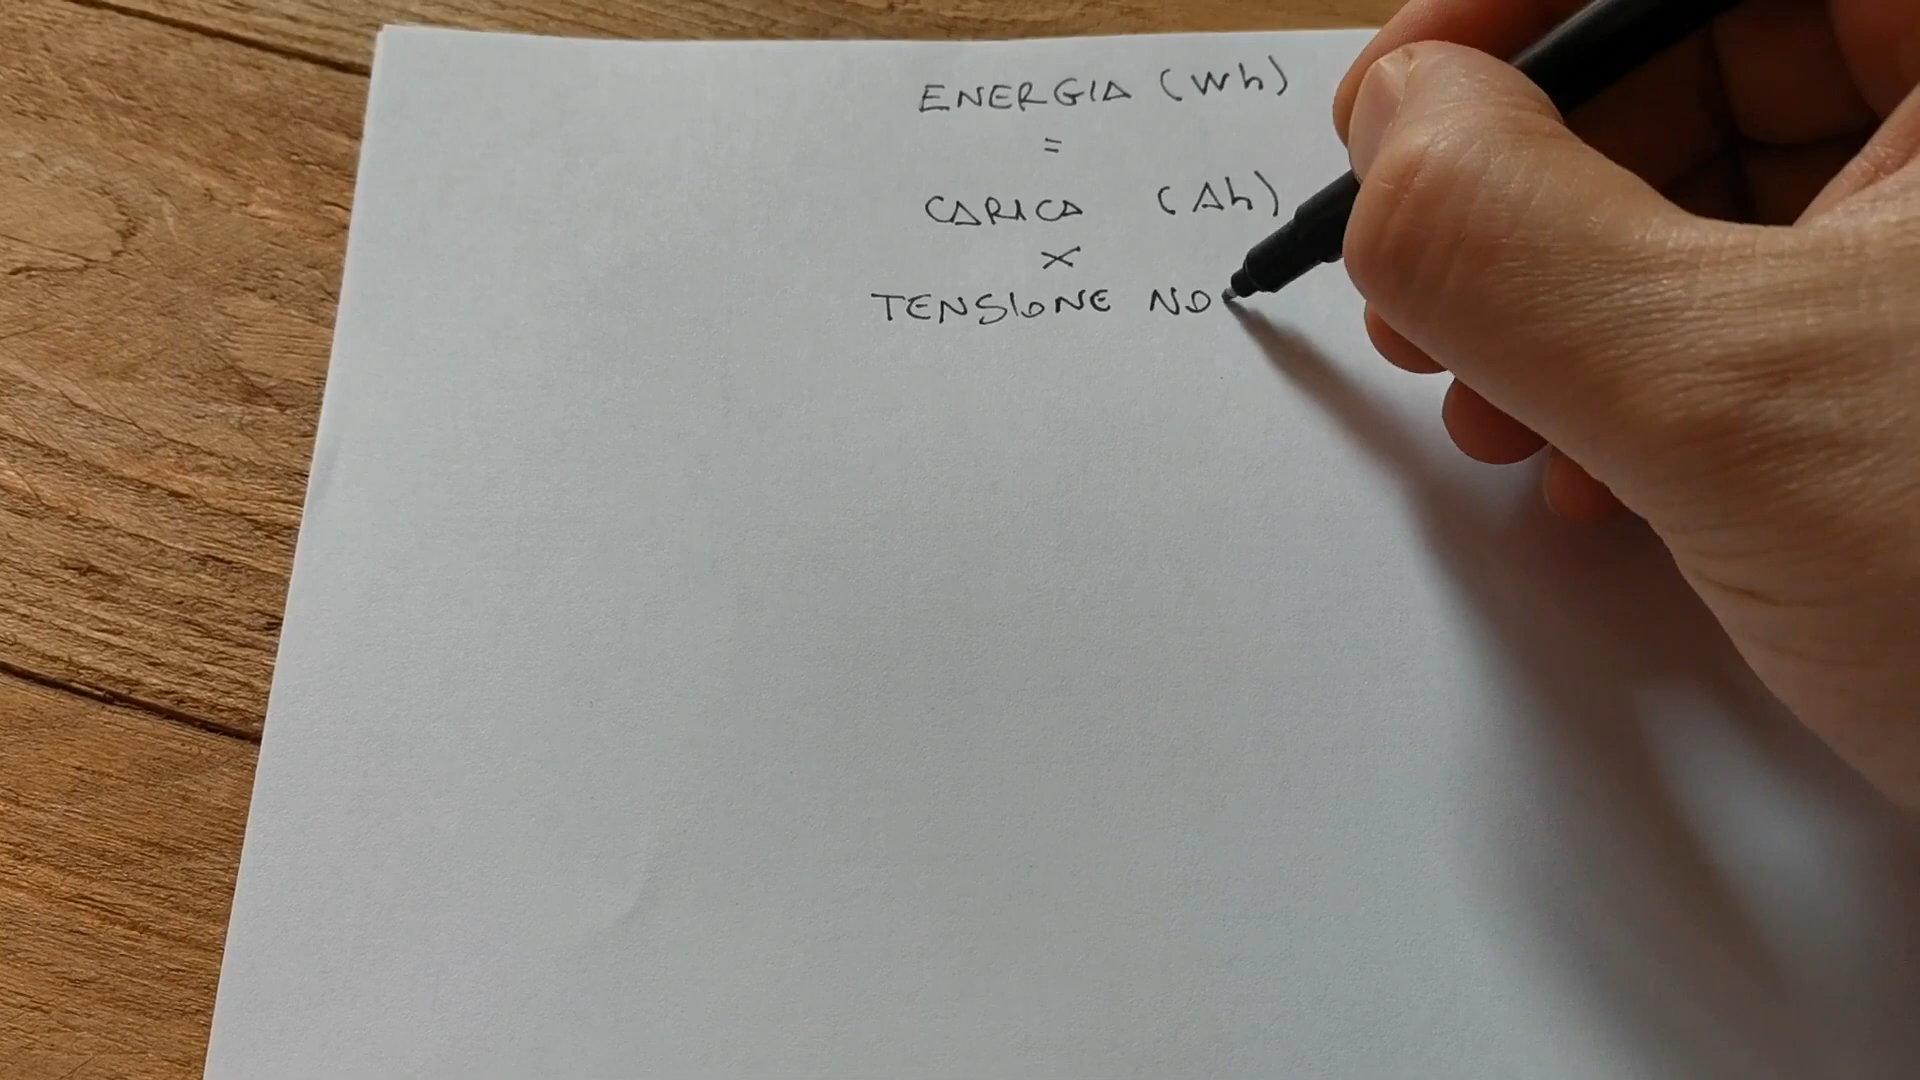 ENERGIA (Wh)
=
CARICA (Ah)
×
TENSIONE NO